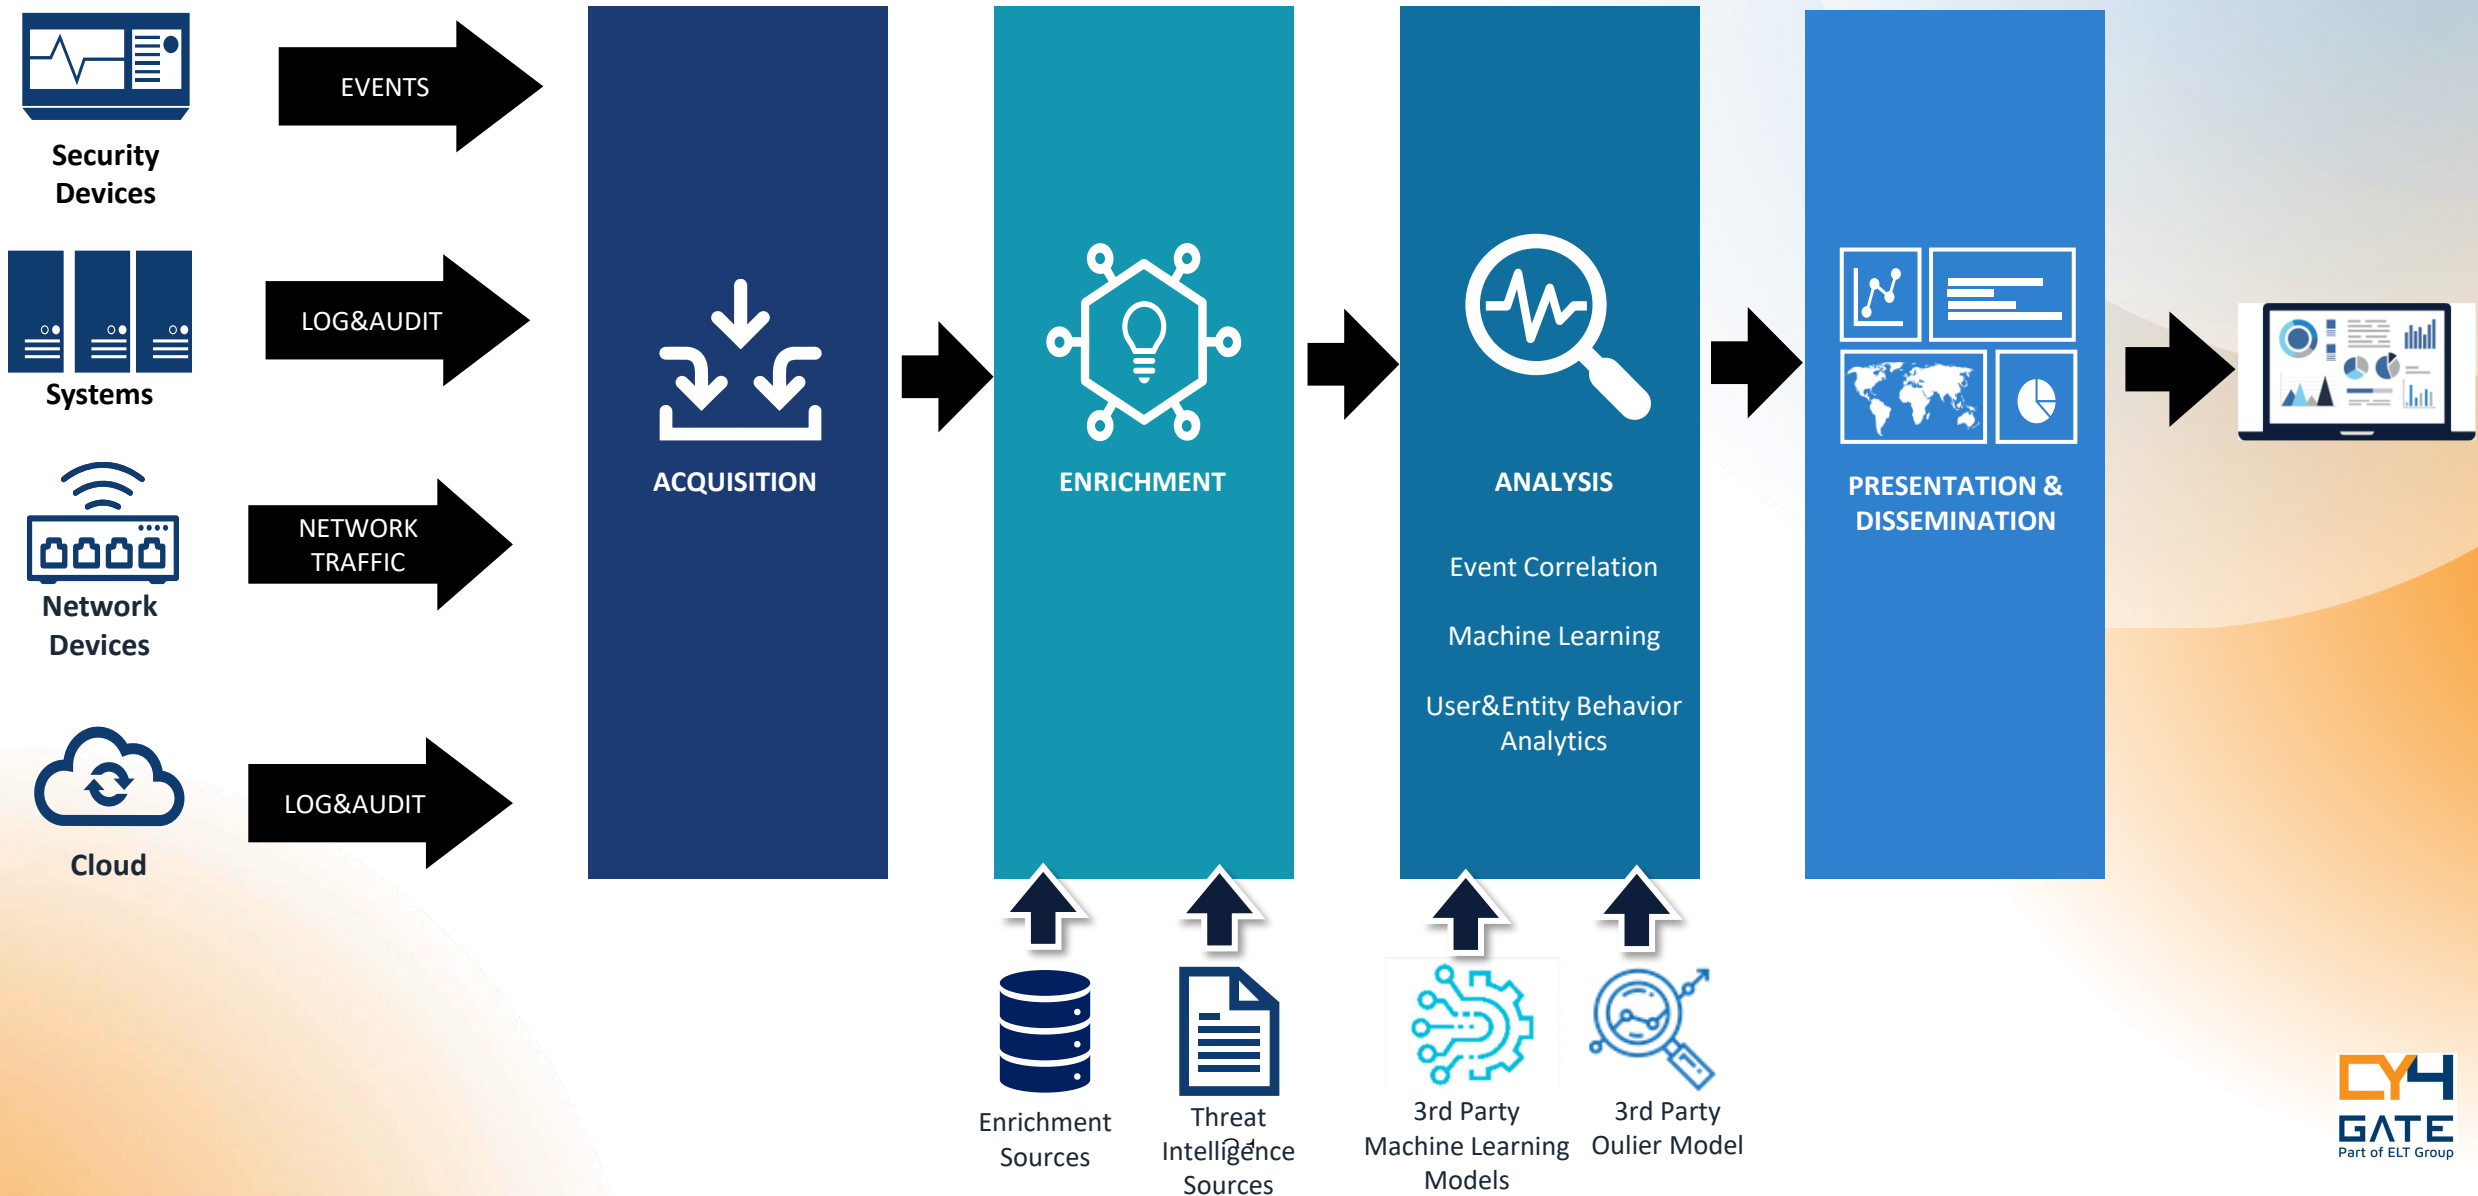 Security
Devices
EVENTS
Systems
LOG&AUDIT
Network
Devices
NETWORK
TRAFFIC
Cloud
LOG&AUDIT
ACQUISITION
ENRICHMENT
ANALYSIS
Event Correlation
Machine Learning
User&Entity Behavior
Analytics
PRESENTATION &
DISSEMINATION
Enrichment
Sources
Threat
Intelligence
Sources
3rd Party
Machine Learning
Models
3rd Party
Oulier Model
CY4
GATE
Part of ELT Group